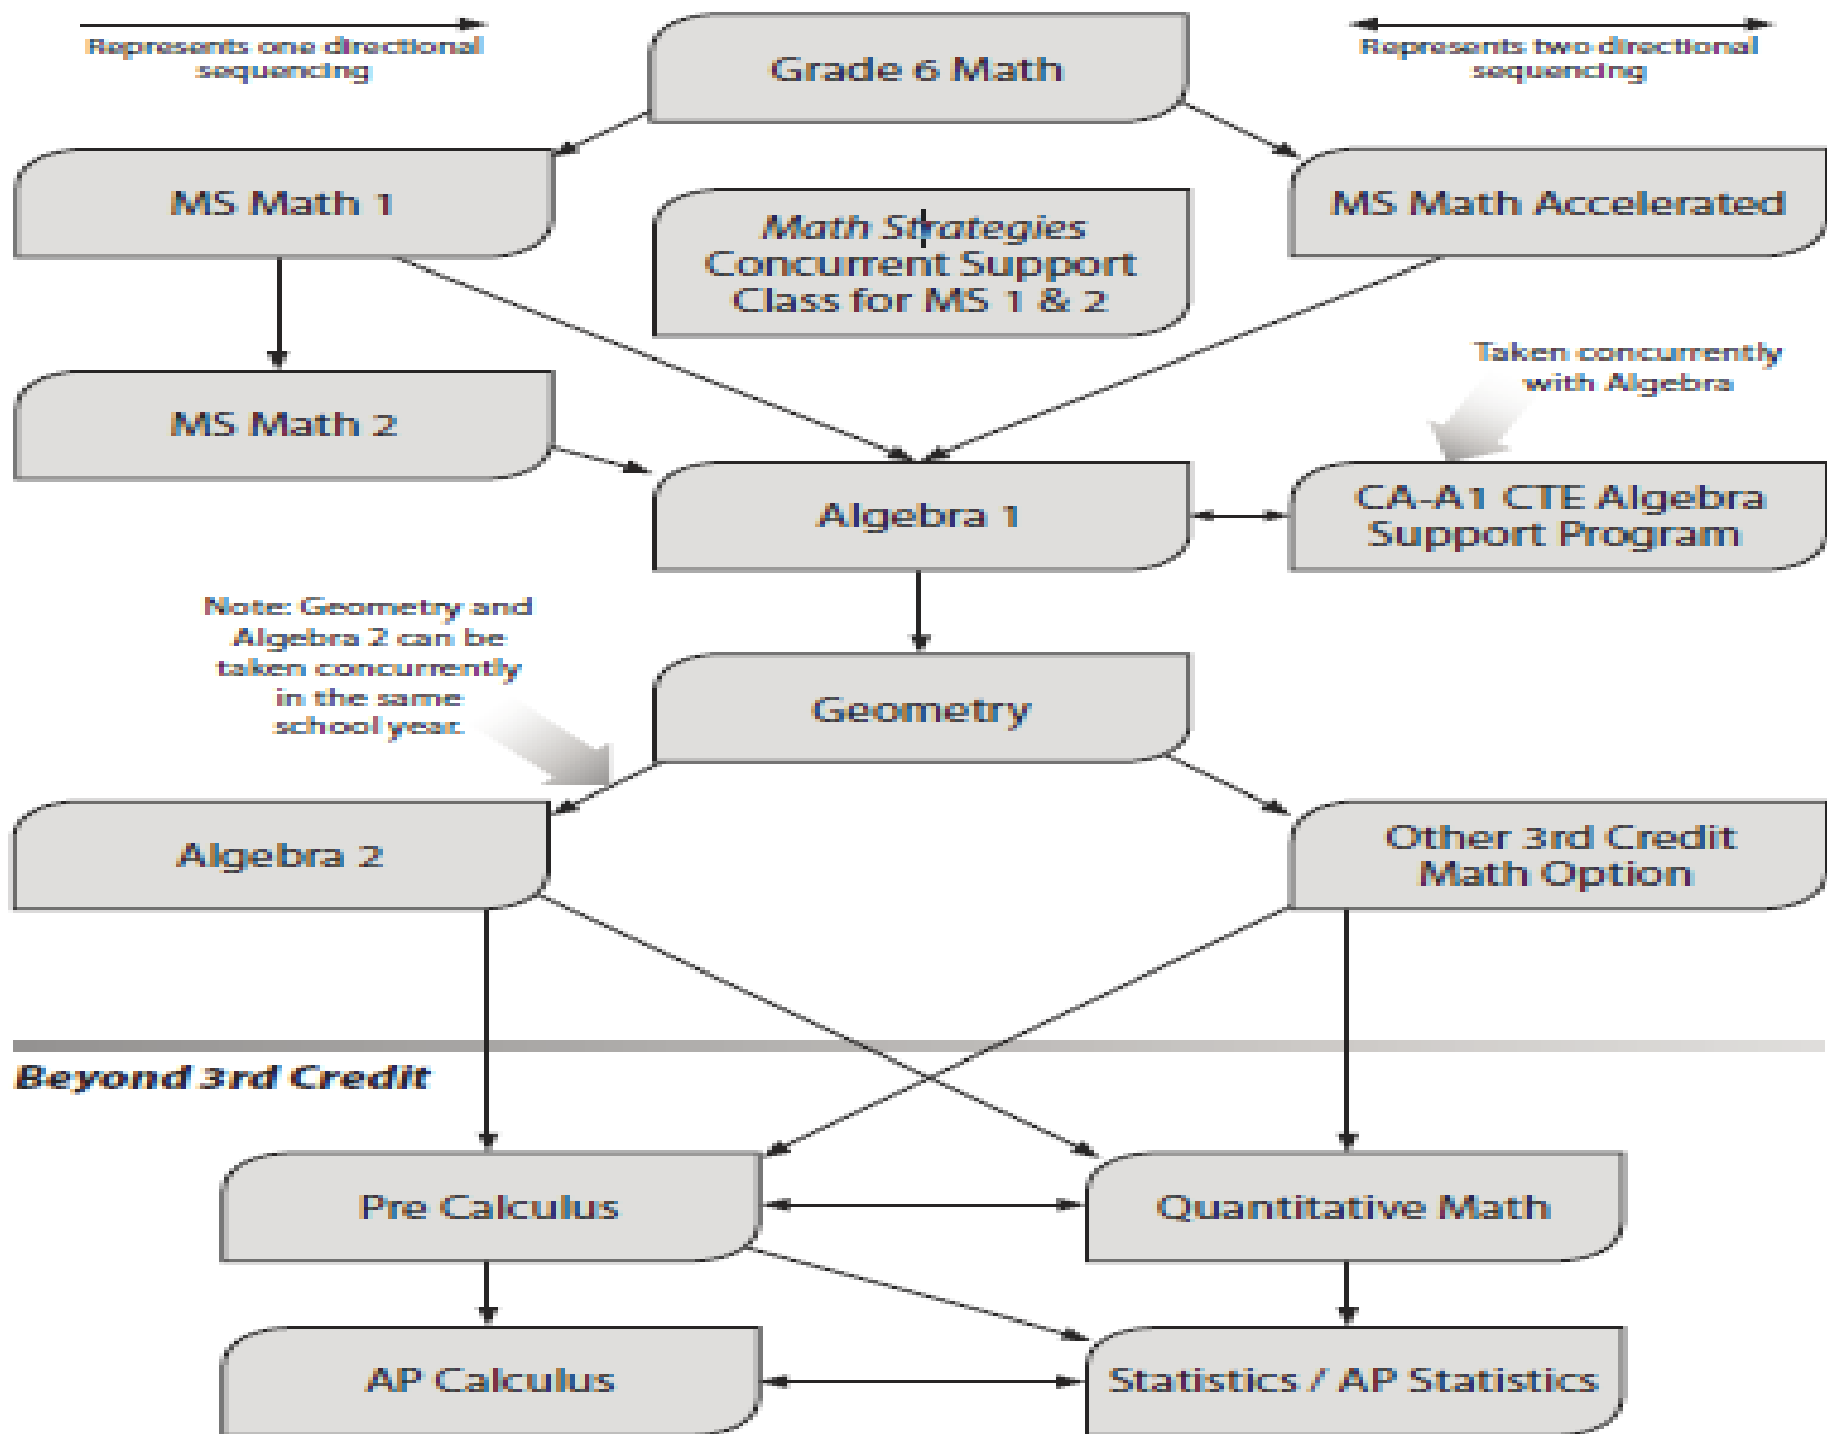 Represents one directional
sequencing
Grade 6 Math
Represents two directional
sequencing
MS Math 1
Math Strategies
Concurrent Support
Class for MS 1 & 2
MS Math Accelerated
Taken concurrently
with Algebra
MS Math 2
Algebra 1
CA-A1 CTE Algebra
Support Program
Note: Geometry and
Algebra 2 can be
taken concurrently
in the same
school year.
Geometry
Algebra 2
Other 3rd Credit
Math Option
Beyond 3rd Credit
Pre Calculus
Quantitative Math
AP Calculus
Statistics / AP Statistics